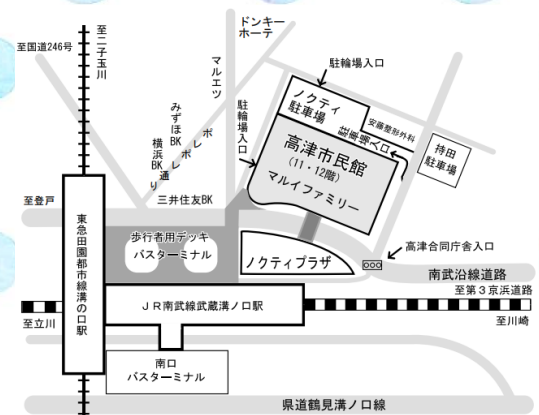 ドンキー
ホーテ
至国道246号
至二子玉川
マルエツ
駐輪場入口
ノクティ
駐車場
みずほBK
ポレポレ通り
横浜BK
駐輪場入口
安藤整形外科
駐車場入口
持田
駐車場
高津市民館
(11・12階)
マルイファミリー
三井住友BK
至登戸
歩行者用デッキ
バスターミナル
ノクティプラザ
高津合同庁舎入口
南武沿線道路
至第3京浜道路
東急田園都市線溝の口駅
JR南武線武蔵溝ノ口駅
至立川
至川崎
南口
バスターミナル
県道鶴見溝ノ口線